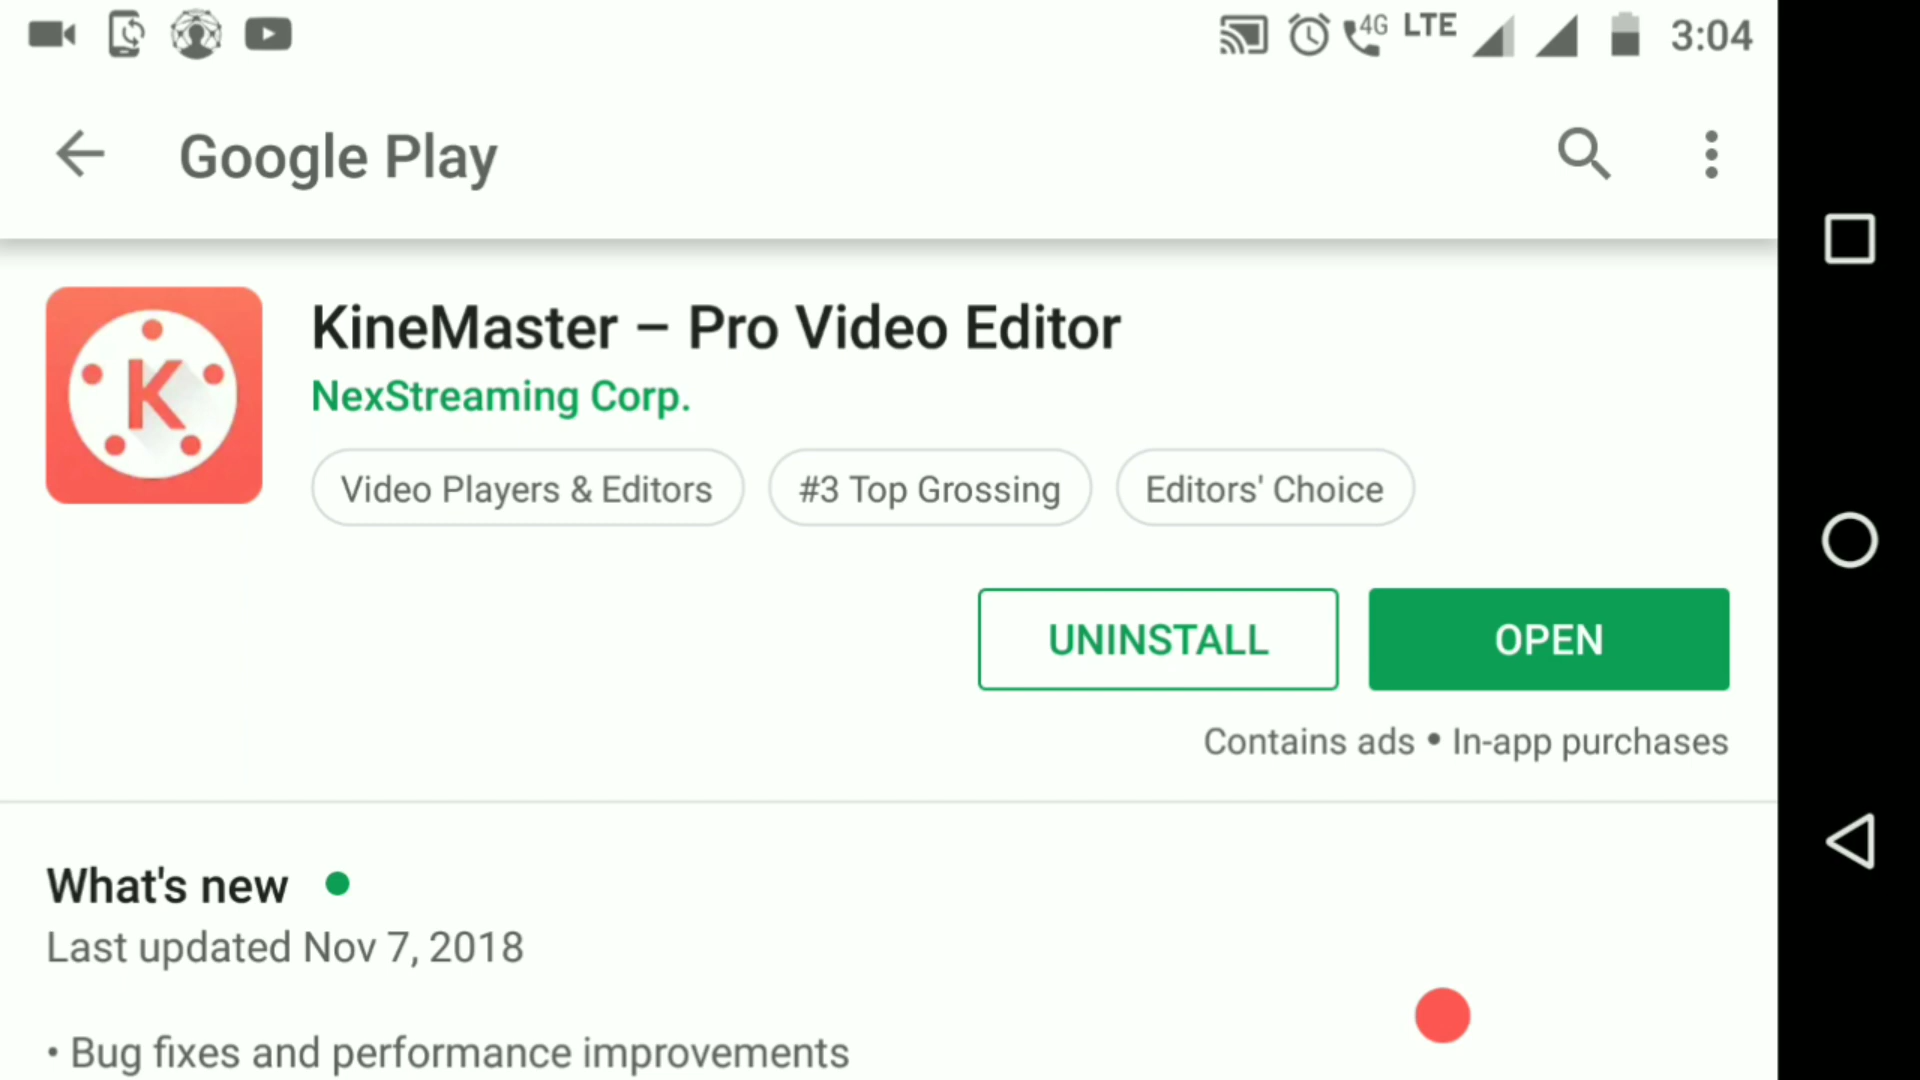 4G LTE 3:04
Google Play
K
KineMaster – Pro Video Editor
NexStreaming Corp.
Video Players & Editors #3 Top Grossing Editors' Choice
UNINSTALL OPEN
Contains ads • In-app purchases
What's new
Last updated Nov 7, 2018
• Bug fixes and performance improvements